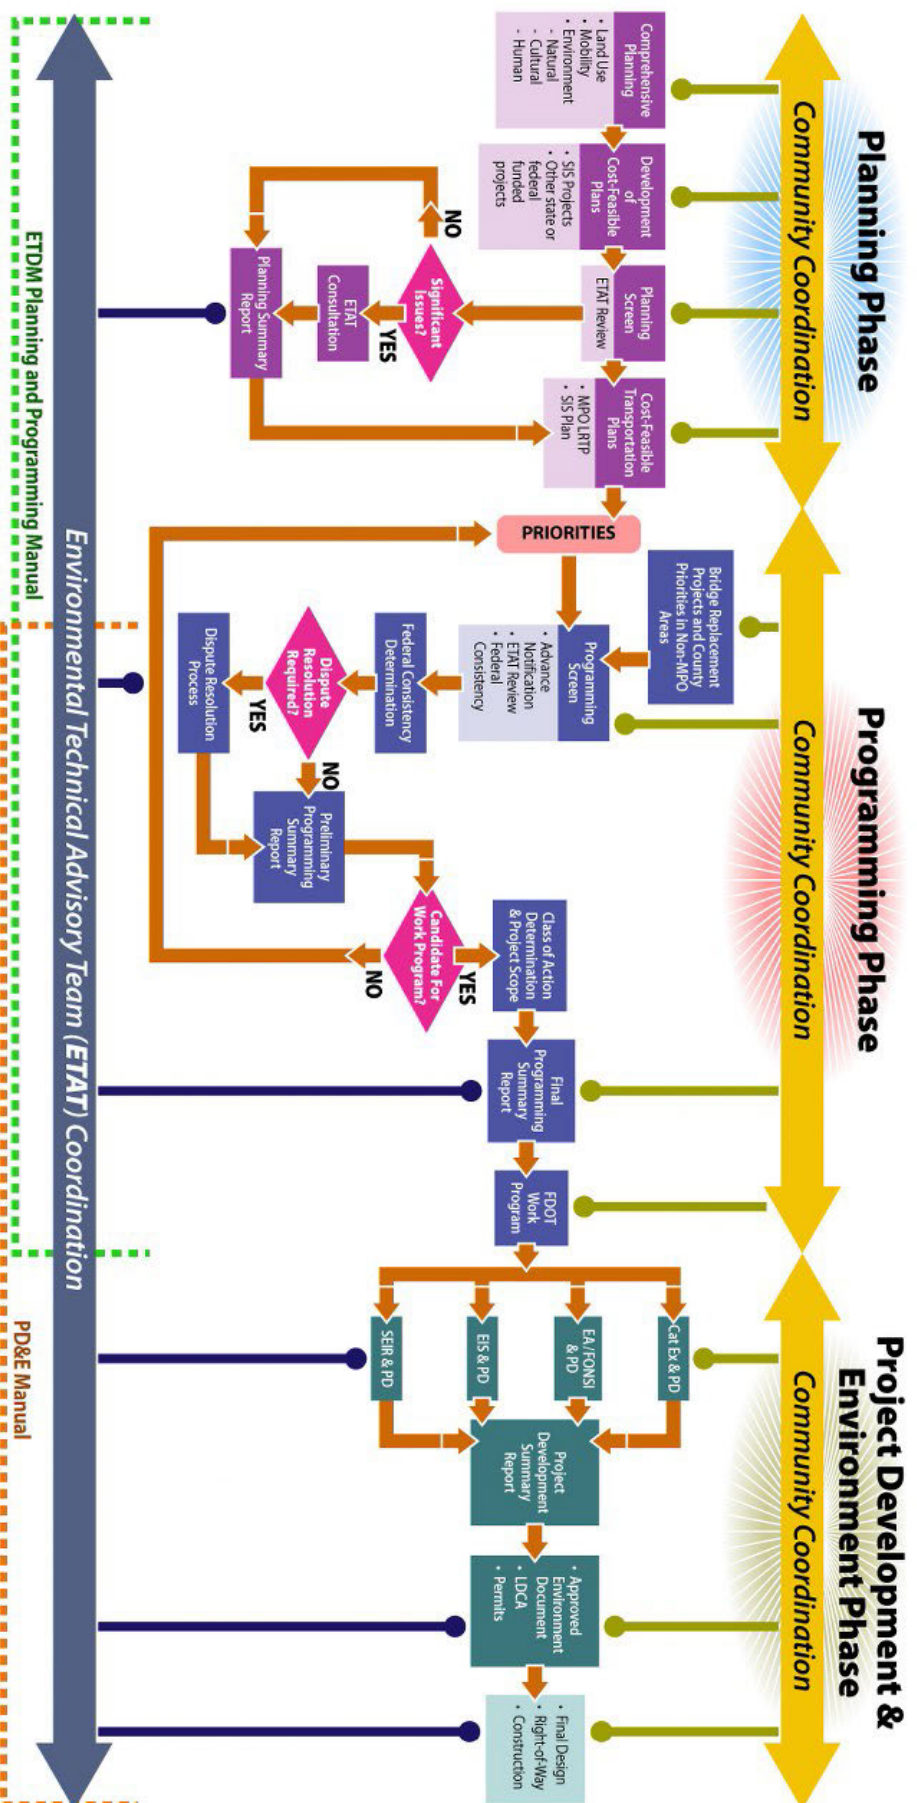 Planning Phase
Community Coordination
Comprehensive
Planning
• Land Use
• Mobility
• Environment
- Natural
- Cultural
- Human
Development
of
Cost-Feasible
Plans
• SIS Projects
• Other state or
federal
funded
projects
Planning
Screen
ETAT Review
Cost-Feasible
Transportation
Plans
• MPO LRTP
• SIS Plan
Significant
Issues?
NO
YES
ETAT
Consultation
Planning Summary
Report
Programming Phase
Community Coordination
PRIORITIES
Bridge Replacement
Projects and County
Priorities in Non-MPO
Areas
Programming
Screen
• Advance
Notification
• ETAT Review
• Federal
Consistency
Federal Consistency
Determination
Dispute
Resolution
Required?
NO
YES
Dispute Resolution
Process
Preliminary
Programming
Summary
Report
Candidate For
Work Program?
YES
NO
Class of Action
Determination
& Project Scope
Final
Programming
Summary
Report
FDOT
Work
Program
Project Development &
Environment Phase
Community Coordination
Cat Ex & PD
EA/FONSI
& PD
EIS & PD
SEIR & PD
Project
Development
Summary
Report
• Approved
Environment
Document
• LDCA
• Permits
• Final Design
• Right-of-Way
• Construction
Environmental Technical Advisory Team (ETAT) Coordination
ETDM Planning and Programming Manual
PD&E Manual